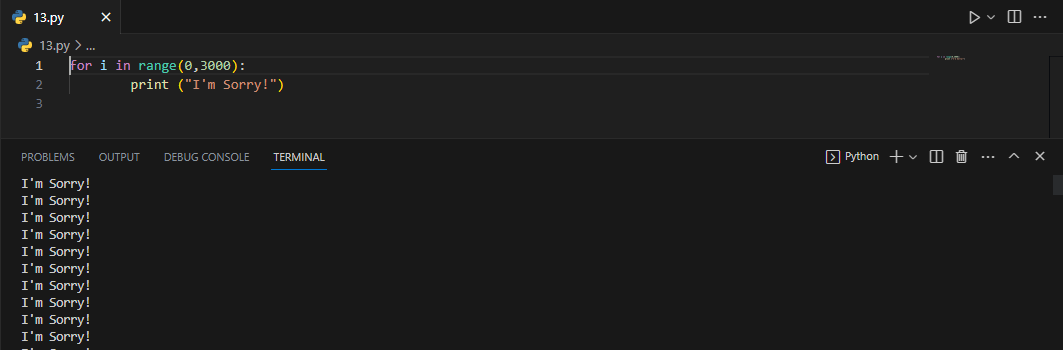 13.py
13.py > ...
1 for i in range(0,3000):
2 print ("I'm Sorry!")
3
PROBLEMS OUTPUT DEBUG CONSOLE TERMINAL Python
I'm Sorry!
I'm Sorry!
I'm Sorry!
I'm Sorry!
I'm Sorry!
I'm Sorry!
I'm Sorry!
I'm Sorry!
I'm Sorry!
I'm Sorry!